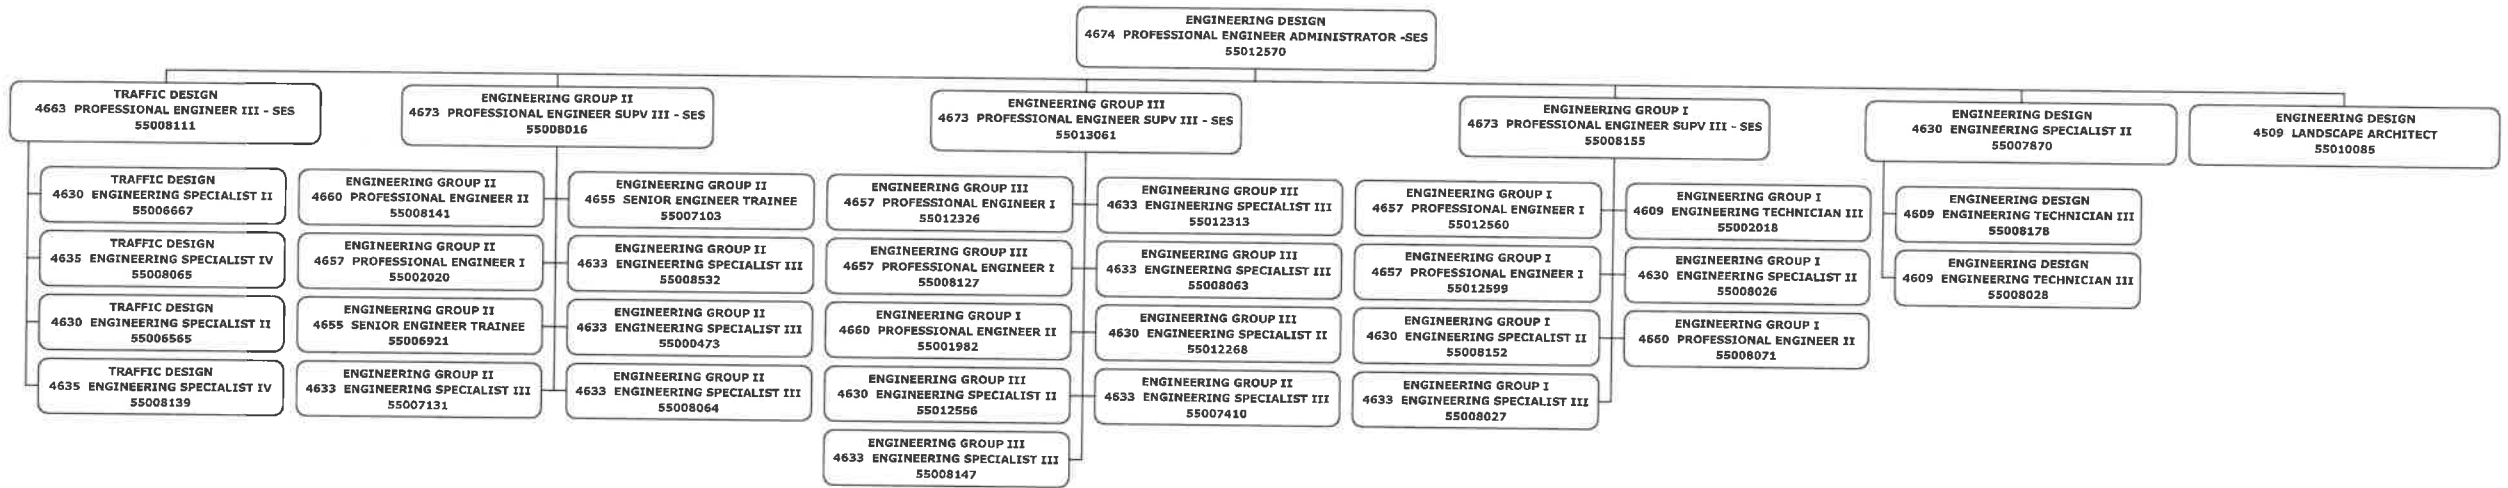 ENGINEERING DESIGN
4674 PROFESSIONAL ENGINEER ADMINISTRATOR -SES
55012570
TRAFFIC DESIGN
4663 PROFESSIONAL ENGINEER III - SES
55008111
ENGINEERING GROUP II
4673 PROFESSIONAL ENGINEER SUPV III - SES
55008016
ENGINEERING GROUP III
4673 PROFESSIONAL ENGINEER SUPV III - SES
55013061
ENGINEERING GROUP I
4673 PROFESSIONAL ENGINEER SUPV III - SES
55008155
ENGINEERING DESIGN
4630 ENGINEERING SPECIALIST II
55007870
ENGINEERING DESIGN
4509 LANDSCAPE ARCHITECT
55010085
TRAFFIC DESIGN
4630 ENGINEERING SPECIALIST II
55006667
TRAFFIC DESIGN
4635 ENGINEERING SPECIALIST IV
55008065
TRAFFIC DESIGN
4630 ENGINEERING SPECIALIST II
55006565
TRAFFIC DESIGN
4635 ENGINEERING SPECIALIST IV
55008139
ENGINEERING GROUP II
4660 PROFESSIONAL ENGINEER II
55008141
ENGINEERING GROUP II
4655 SENIOR ENGINEER TRAINEE
55007103
ENGINEERING GROUP II
4657 PROFESSIONAL ENGINEER I
55002020
ENGINEERING GROUP II
4633 ENGINEERING SPECIALIST III
55008532
ENGINEERING GROUP II
4655 SENIOR ENGINEER TRAINEE
55006921
ENGINEERING GROUP II
4633 ENGINEERING SPECIALIST III
55000473
ENGINEERING GROUP II
4633 ENGINEERING SPECIALIST III
55007131
ENGINEERING GROUP II
4633 ENGINEERING SPECIALIST III
55008064
ENGINEERING GROUP III
4657 PROFESSIONAL ENGINEER I
55012326
ENGINEERING GROUP III
4633 ENGINEERING SPECIALIST III
55012313
ENGINEERING GROUP III
4657 PROFESSIONAL ENGINEER I
55008127
ENGINEERING GROUP III
4633 ENGINEERING SPECIALIST III
55008063
ENGINEERING GROUP I
4660 PROFESSIONAL ENGINEER II
55001982
ENGINEERING GROUP III
4630 ENGINEERING SPECIALIST II
55012268
ENGINEERING GROUP III
4630 ENGINEERING SPECIALIST II
55012556
ENGINEERING GROUP II
4633 ENGINEERING SPECIALIST III
55007410
ENGINEERING GROUP III
4633 ENGINEERING SPECIALIST III
55008147
ENGINEERING GROUP I
4657 PROFESSIONAL ENGINEER I
55012560
ENGINEERING GROUP I
4609 ENGINEERING TECHNICIAN III
55002018
ENGINEERING GROUP I
4657 PROFESSIONAL ENGINEER I
55012599
ENGINEERING GROUP I
4630 ENGINEERING SPECIALIST II
55008026
ENGINEERING GROUP I
4630 ENGINEERING SPECIALIST II
55008152
ENGINEERING GROUP I
4660 PROFESSIONAL ENGINEER II
55008071
ENGINEERING GROUP I
4633 ENGINEERING SPECIALIST III
55008027
ENGINEERING DESIGN
4609 ENGINEERING TECHNICIAN III
55008178
ENGINEERING DESIGN
4609 ENGINEERING TECHNICIAN III
55008028